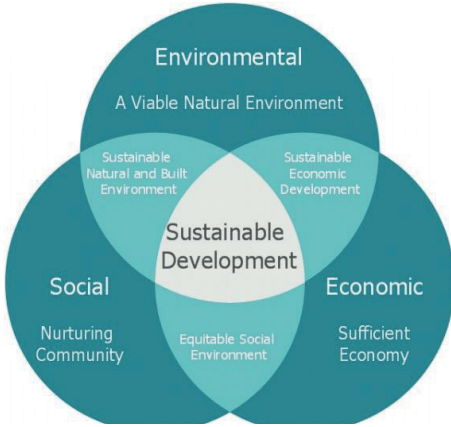 Environmental
A Viable Natural Environment
Sustainable
Natural and Built
Environment
Sustainable
Economic
Development
Sustainable
Development
Social
Nurturing
Community
Equitable Social
Environment
Economic
Sufficient
Economy